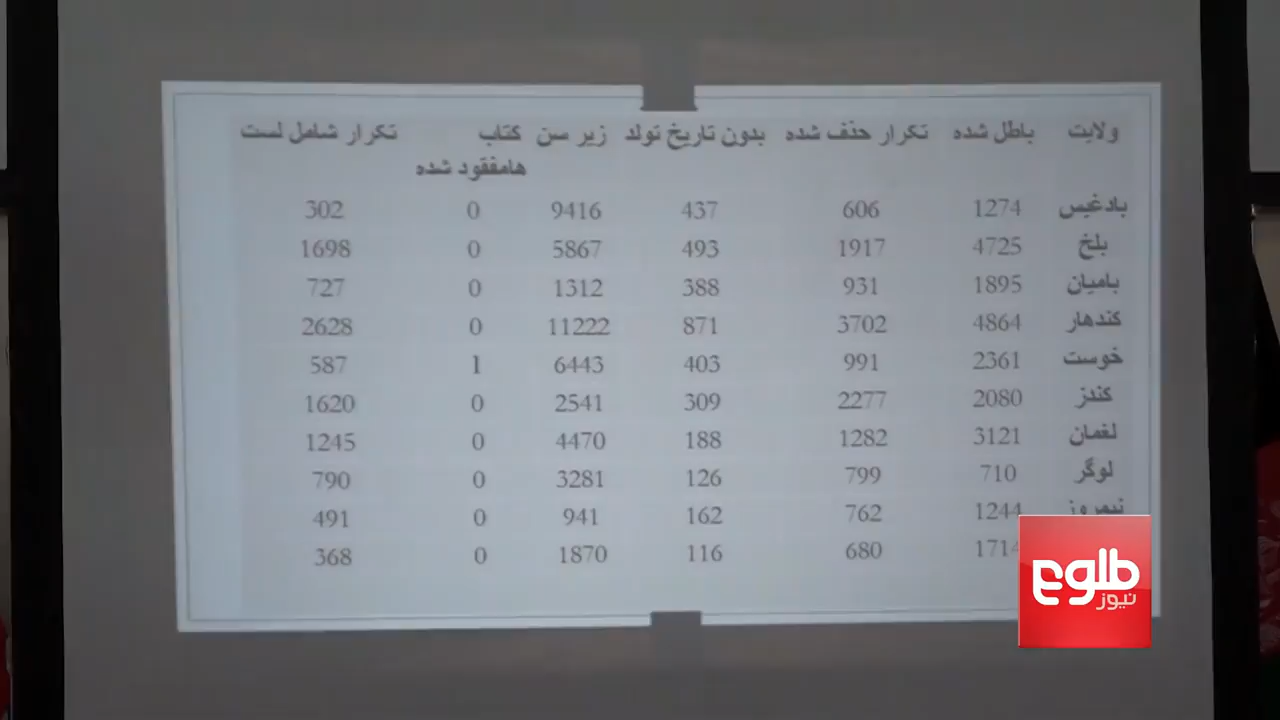 ولایت باطل شده تکرار حذف شده بدون تاریخ تولد زیر سن کتاب تکرار شامل لست
هامفقود شده
بادغیس 1274 606 437 9416 0 302
بلخ 4725 1917 493 5867 0 1698
بامیان 1895 931 388 1312 0 727
کندهار 4864 3702 871 11222 0 2628
خوست 2361 991 403 6443 1 587
کندز 2080 2277 309 2541 0 1620
لغمان 3121 1282 188 4470 0 1245
لوگر 710 799 126 3281 0 790
نیمروز 1244 762 162 941 0 491
1714 680 116 1870 0 368
طلوع
نیوز